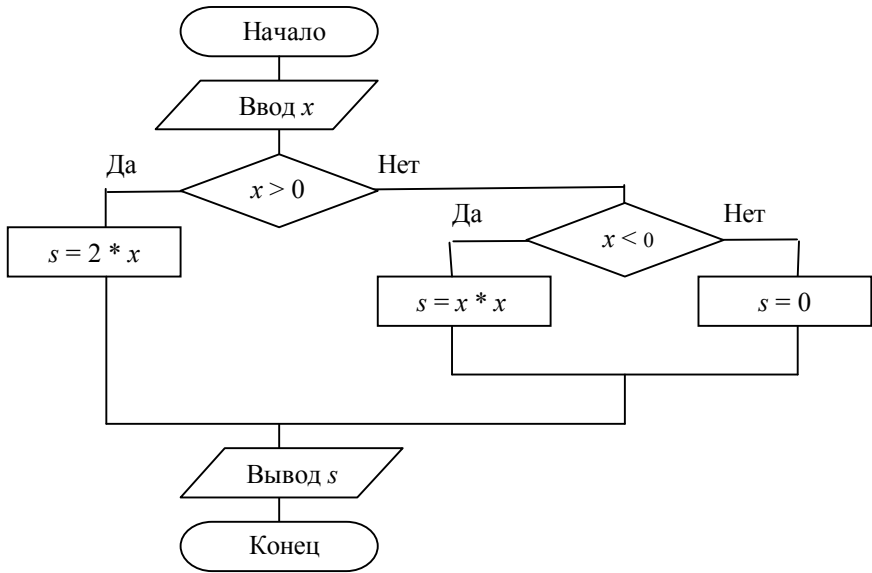 Начало
Ввод x
Да
Нет
x > 0
Да
Нет
s = 2 * x
x < 0
s = x * x
s = 0
Вывод s
Конец